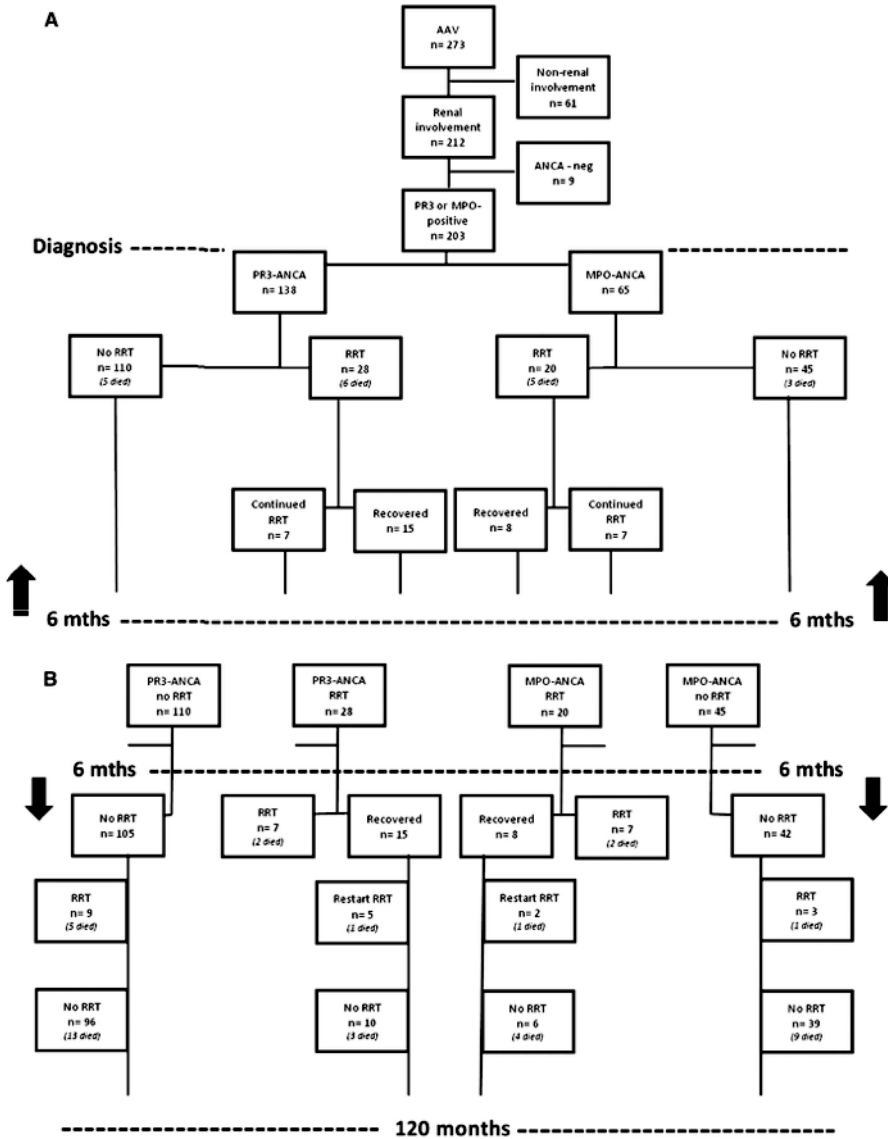 A
AAV
n= 273
Non-renal
involvement
n= 61
Renal
involvement
n= 212
ANCA - neg
n= 9
PR3 or MPO-
positive
n= 203
Diagnosis
PR3-ANCA
n= 138
MPO-ANCA
n= 65
No RRT
n= 110
(5 died)
RRT
n= 28
(6 died)
RRT
n= 20
(5 died)
No RRT
n= 45
(3 died)
Continued
RRT
n= 7
Recovered
n= 15
Recovered
n= 8
Continued
RRT
n= 7
6 mths
6 mths
B
PR3-ANCA
no RRT
n= 110
PR3-ANCA
RRT
n= 28
MPO-ANCA
RRT
n= 20
MPO-ANCA
no RRT
n= 45
6 mths
6 mths
No RRT
n= 105
RRT
n= 7
(2 died)
Recovered
n= 15
Recovered
n= 8
RRT
n= 7
(2 died)
No RRT
n= 42
RRT
n= 9
(5 died)
Restart RRT
n= 5
(1 died)
Restart RRT
n= 2
(1 died)
RRT
n= 3
(1 died)
No RRT
n= 96
(13 died)
No RRT
n= 10
(3 died)
No RRT
n= 6
(4 died)
No RRT
n= 39
(9 died)
120 months